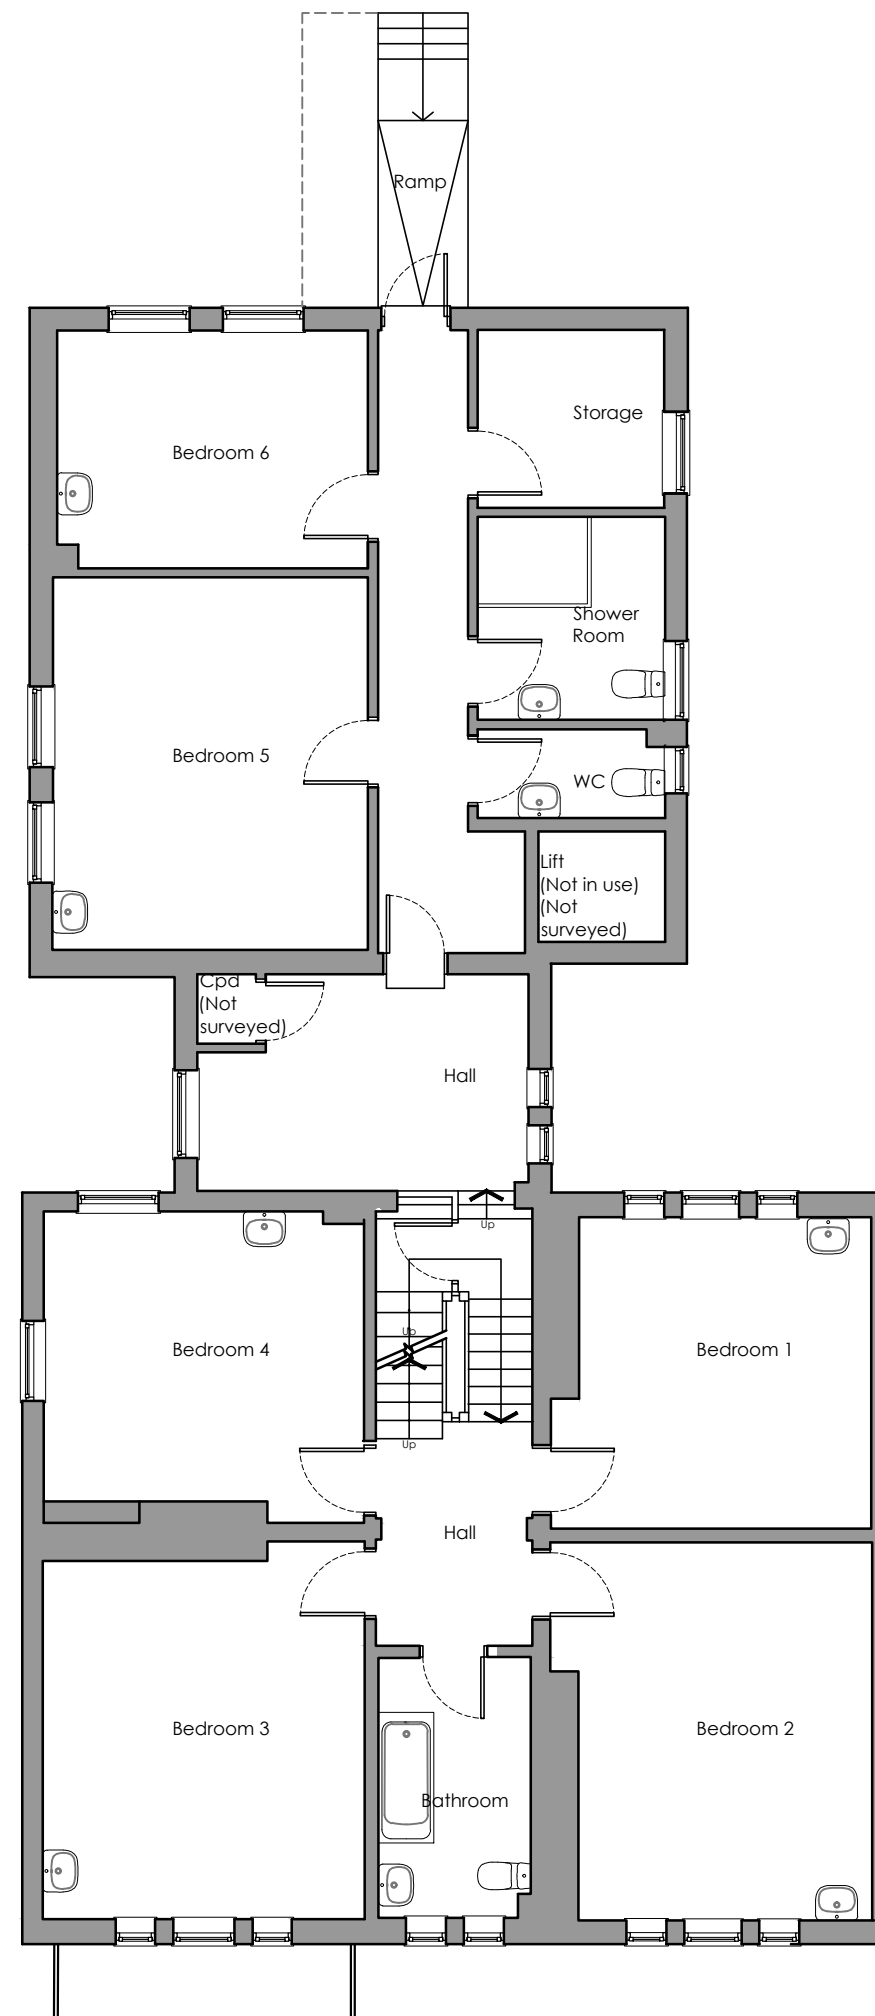 Ramp
Storage
Bedroom 6
Shower
Room
Bedroom 5
WC
Lift
(Not in use)
(Not
surveyed)
Cpd
(Not
surveyed)
Hall
Up
Up
Bedroom 4
Bedroom 1
Up
Hall
Bedroom 3
Bedroom 2
Bathroom